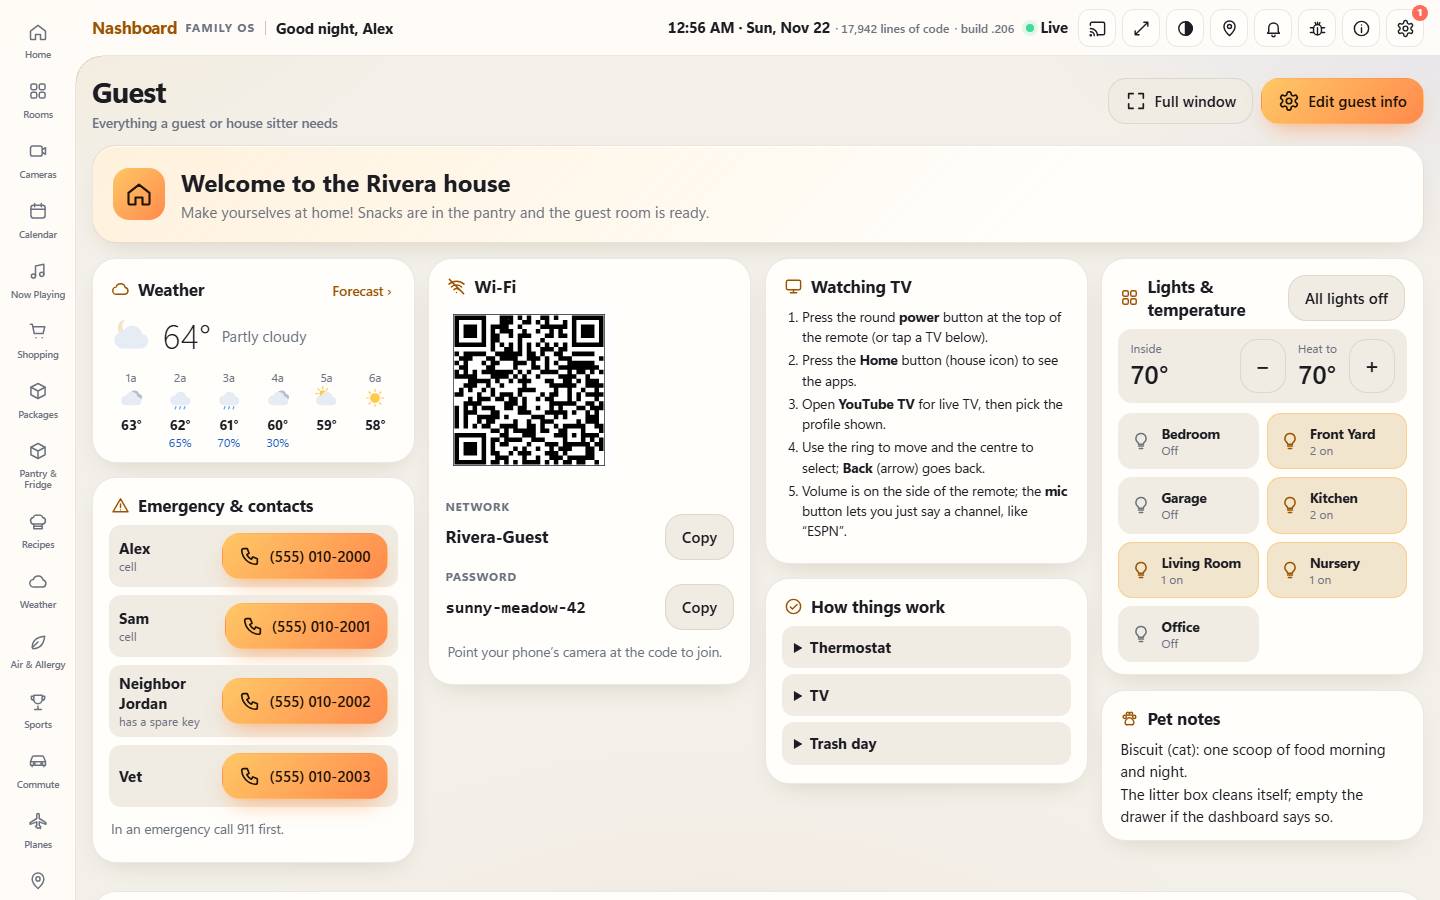 Nashboard FAMILY OS Good night, Alex
12:56 AM · Sun, Nov 22 · 17,942 lines of code · build .206 Live
1
Home
Rooms
Cameras
Calendar
Now Playing
Shopping
Packages
Pantry &
Fridge
Recipes
Weather
Air & Allergy
Sports
Commute
Planes
Guest
Everything a guest or house sitter needs
Full window
Edit guest info
Welcome to the Rivera house
Make yourselves at home! Snacks are in the pantry and the guest room is ready.
Weather
Forecast ›
64° Partly cloudy
1a 2a 3a 4a 5a 6a
63° 62° 61° 60° 59° 58°
65% 70% 30%
Emergency & contacts
Alex
cell
(555) 010-2000
Sam
cell
(555) 010-2001
Neighbor
Jordan
has a spare key
(555) 010-2002
Vet
(555) 010-2003
In an emergency call 911 first.
Wi-Fi
NETWORK
Rivera-Guest
Copy
PASSWORD
sunny-meadow-42
Copy
Point your phone's camera at the code to join.
Watching TV
1. Press the round power button at the top of
the remote (or tap a TV below).
2. Press the Home button (house icon) to see
the apps.
3. Open YouTube TV for live TV, then pick the
profile shown.
4. Use the ring to move and the centre to
select; Back (arrow) goes back.
5. Volume is on the side of the remote; the mic
button lets you just say a channel, like
“ESPN”.
How things work
Thermostat
TV
Trash day
Lights &
temperature
All lights off
Inside
70°
−
Heat to
70°
+
Bedroom
Off
Front Yard
2 on
Garage
Off
Kitchen
2 on
Living Room
1 on
Nursery
1 on
Office
Off
Pet notes
Biscuit (cat): one scoop of food morning
and night.
The litter box cleans itself; empty the
drawer if the dashboard says so.